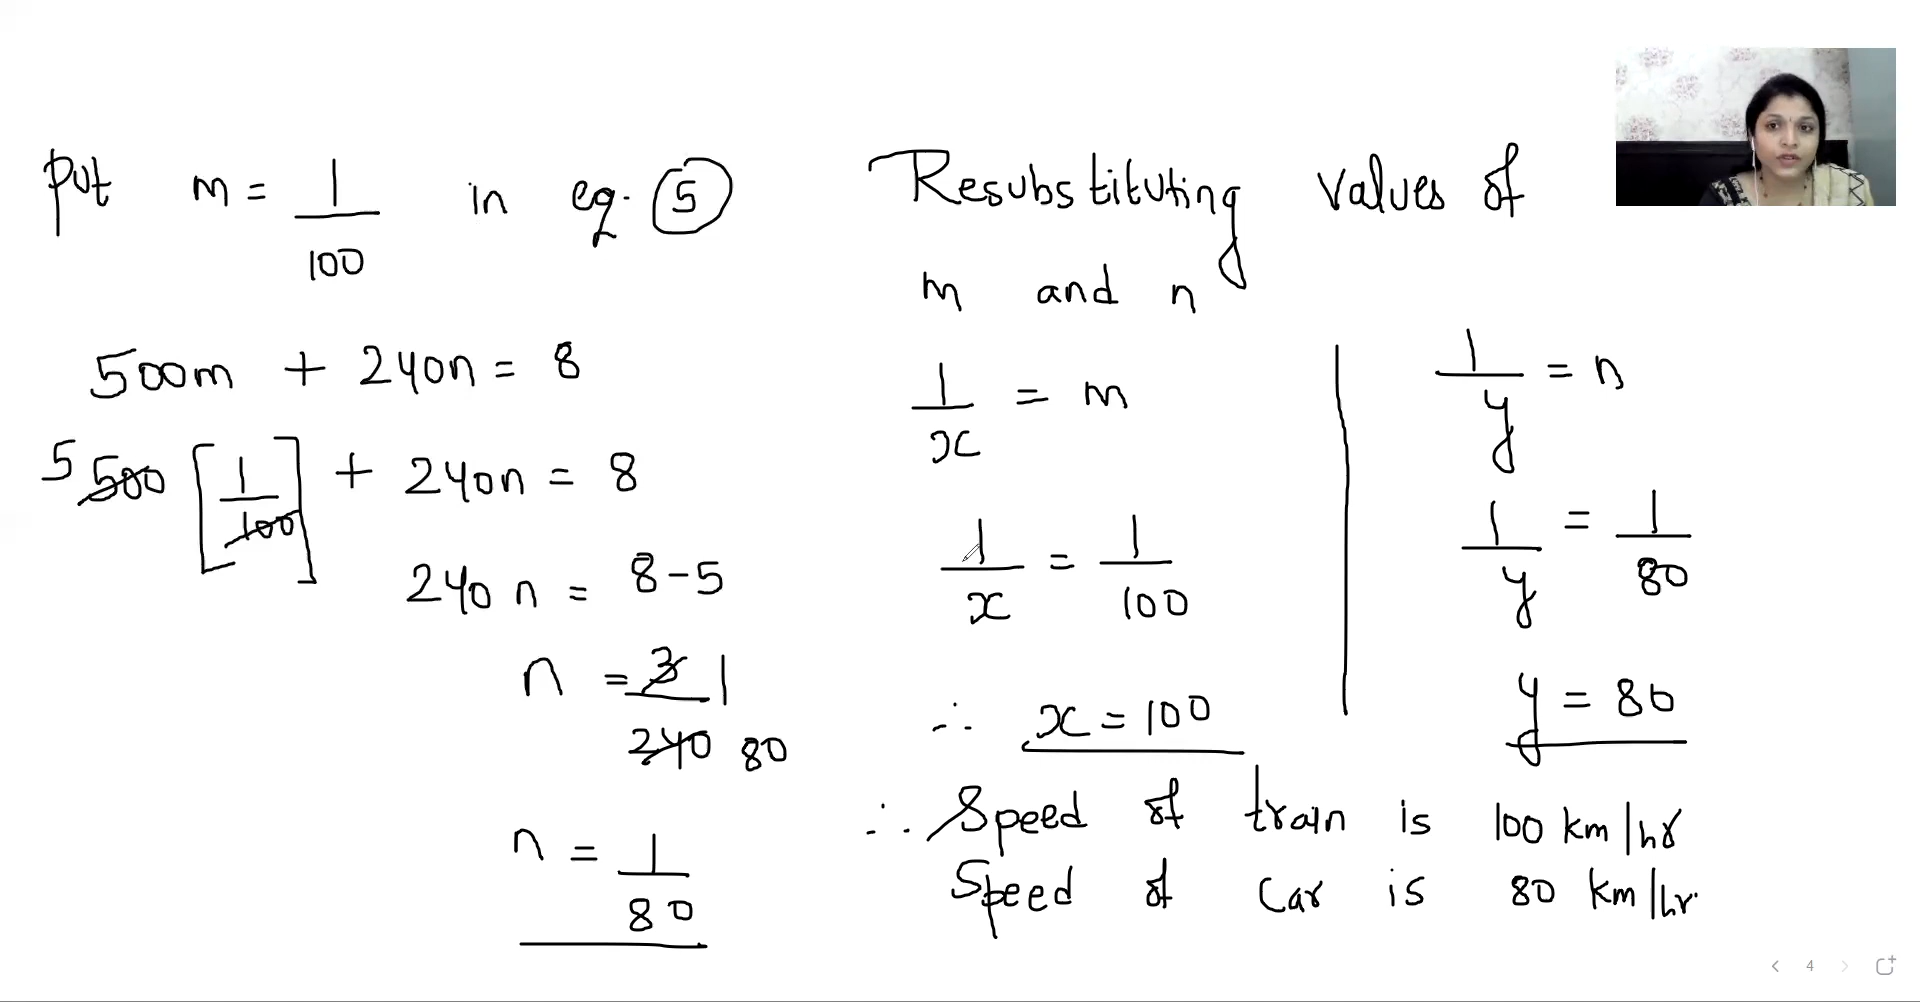 Put m = 1/100 in eq. (5)
500m + 240n = 8
5 500 [1/100] + 240n = 8
240 n = 8-5
n = 3/240 1/80
n = 1/80
Resubstituting values of
m and n
1/x = m
1/x = 1/100
∴ x = 100
1/y = n
1/y = 1/80
y = 80
∴ Speed of train is 100 km/hr
Speed of Car is 80 km/hr.
4